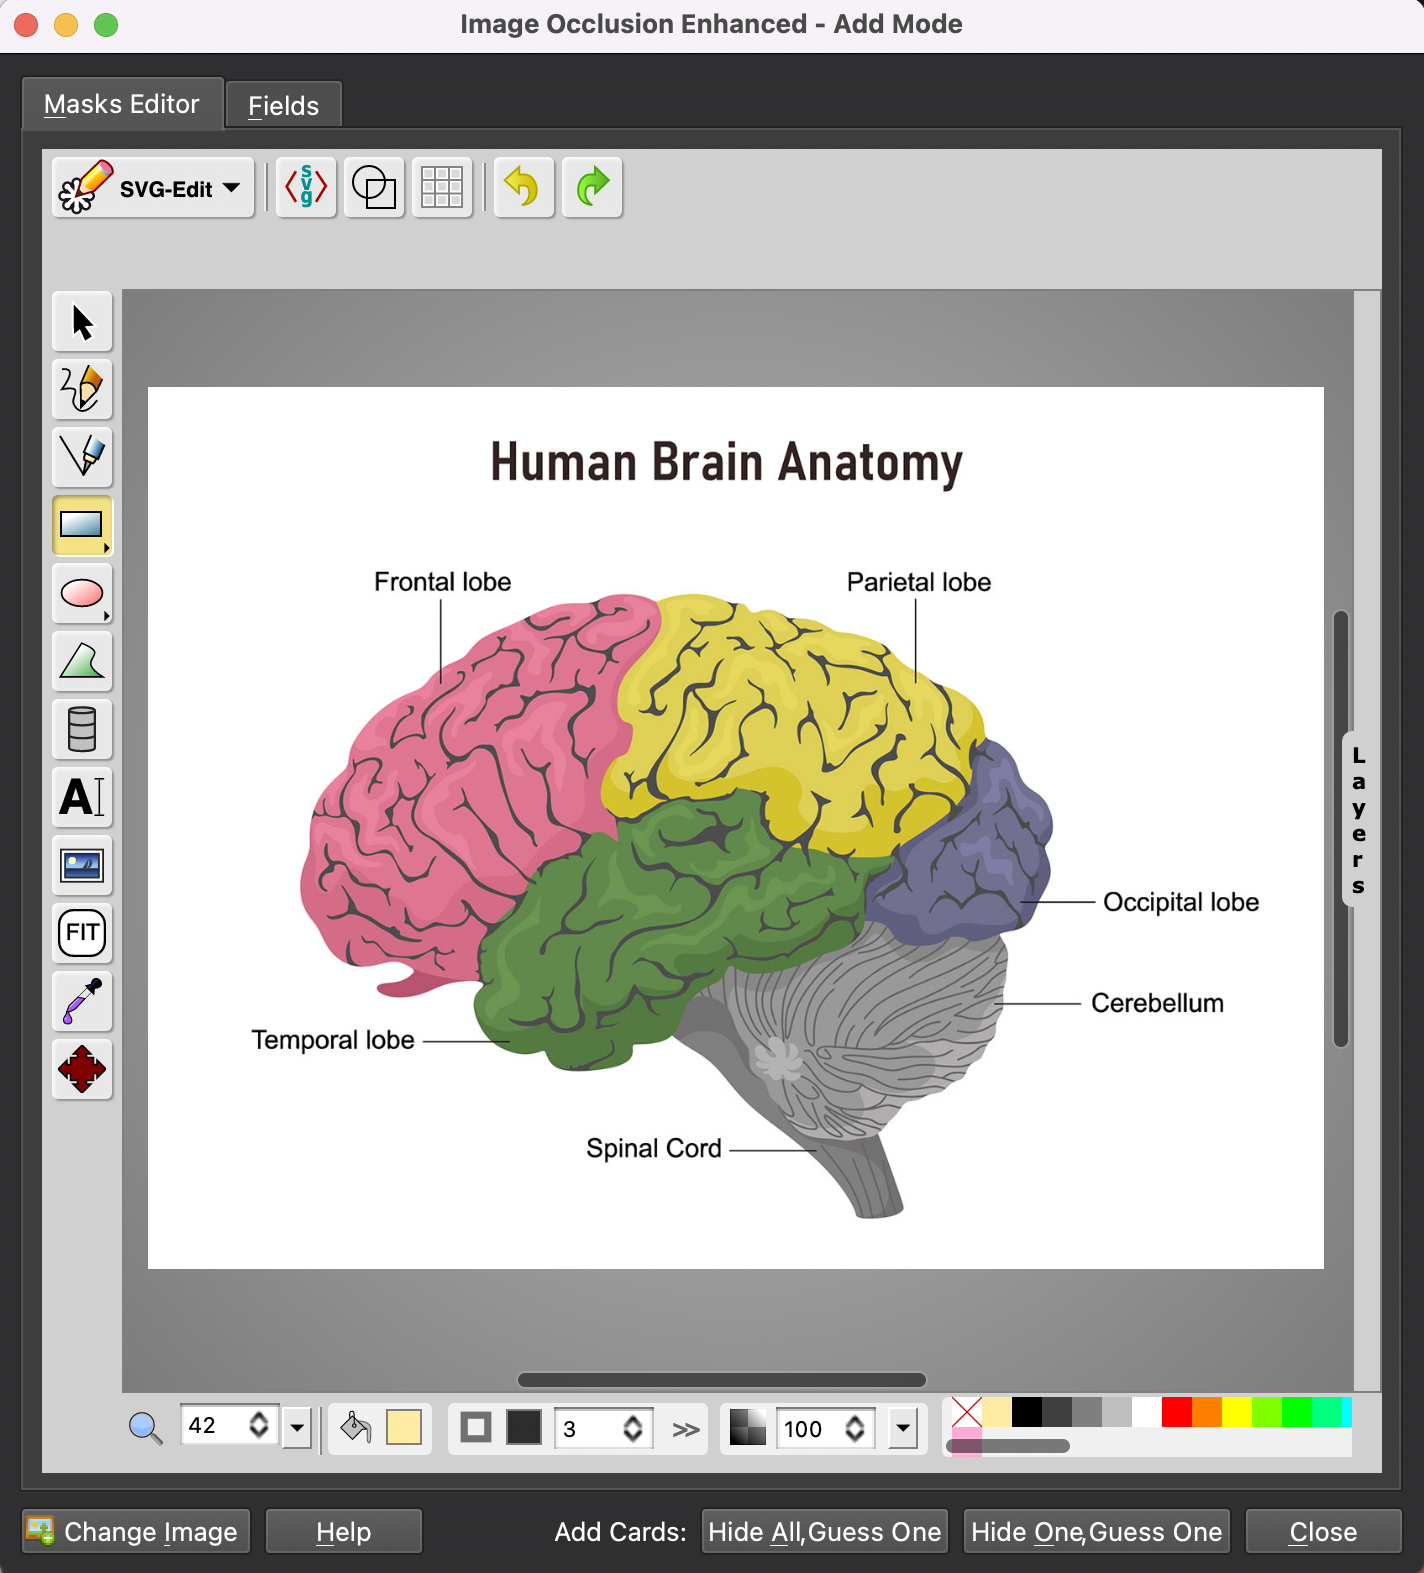 Image Occlusion Enhanced - Add Mode
Masks Editor
Fields
SVG-Edit
svg
Human Brain Anatomy
Frontal lobe
Parietal lobe
Layers
A
Occipital lobe
FIT
Cerebellum
Temporal lobe
Spinal Cord
42
3
100
Change Image
Help
Add Cards:
Hide All,Guess One
Hide One,Guess One
Close